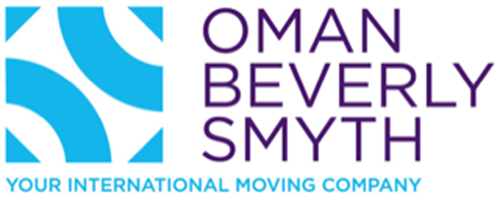 OMAN
BEVERLY
SMYTH
YOUR INTERNATIONAL MOVING COMPANY